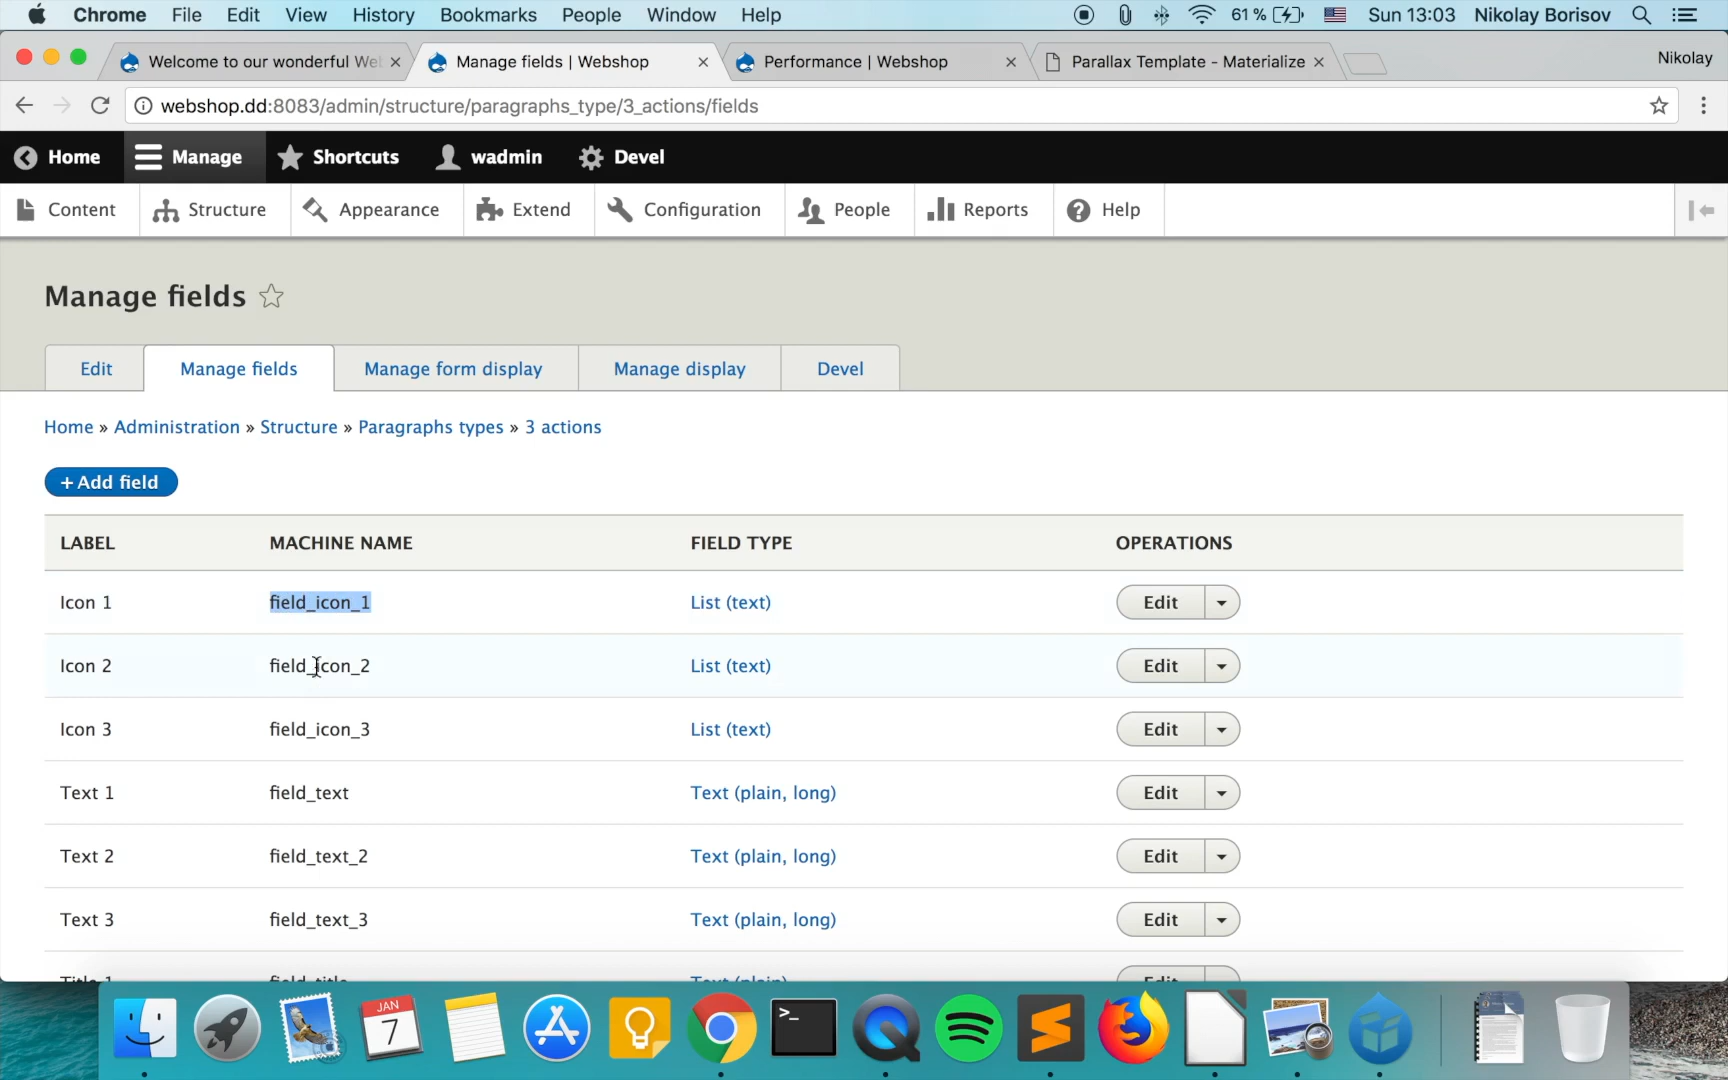 Chrome File Edit View History Bookmarks People Window Help 61 % Sun 13:03 Nikolay Borisov
Welcome to our wonderful We
Manage fields | Webshop
Performance | Webshop
Parallax Template - Materialize
Nikolay
webshop.dd:8083/admin/structure/paragraphs_type/3_actions/fields
Home Manage Shortcuts wadmin Devel
Content Structure Appearance Extend Configuration People Reports Help
Manage fields
Edit Manage fields Manage form display Manage display Devel
Home » Administration » Structure » Paragraphs types » 3 actions
+ Add field
LABEL MACHINE NAME FIELD TYPE OPERATIONS
Icon 1 field_icon_1 List (text) Edit
Icon 2 field_icon_2 List (text) Edit
Icon 3 field_icon_3 List (text) Edit
Text 1 field_text Text (plain, long) Edit
Text 2 field_text_2 Text (plain, long) Edit
Text 3 field_text_3 Text (plain, long) Edit
Title 1 field_title Text (plain) Edit
JAN
7
>_